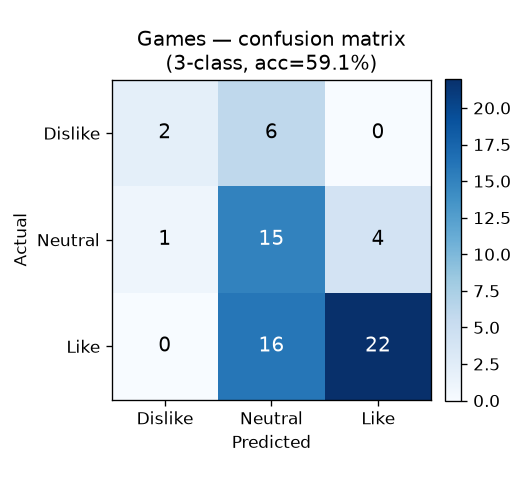 Games — confusion matrix
(3-class, acc=59.1%)
Dislike 2 6 0
Neutral 1 15 4
Like 0 16 22
Dislike Neutral Like
Predicted
Actual
20.0
17.5
15.0
12.5
10.0
7.5
5.0
2.5
0.0